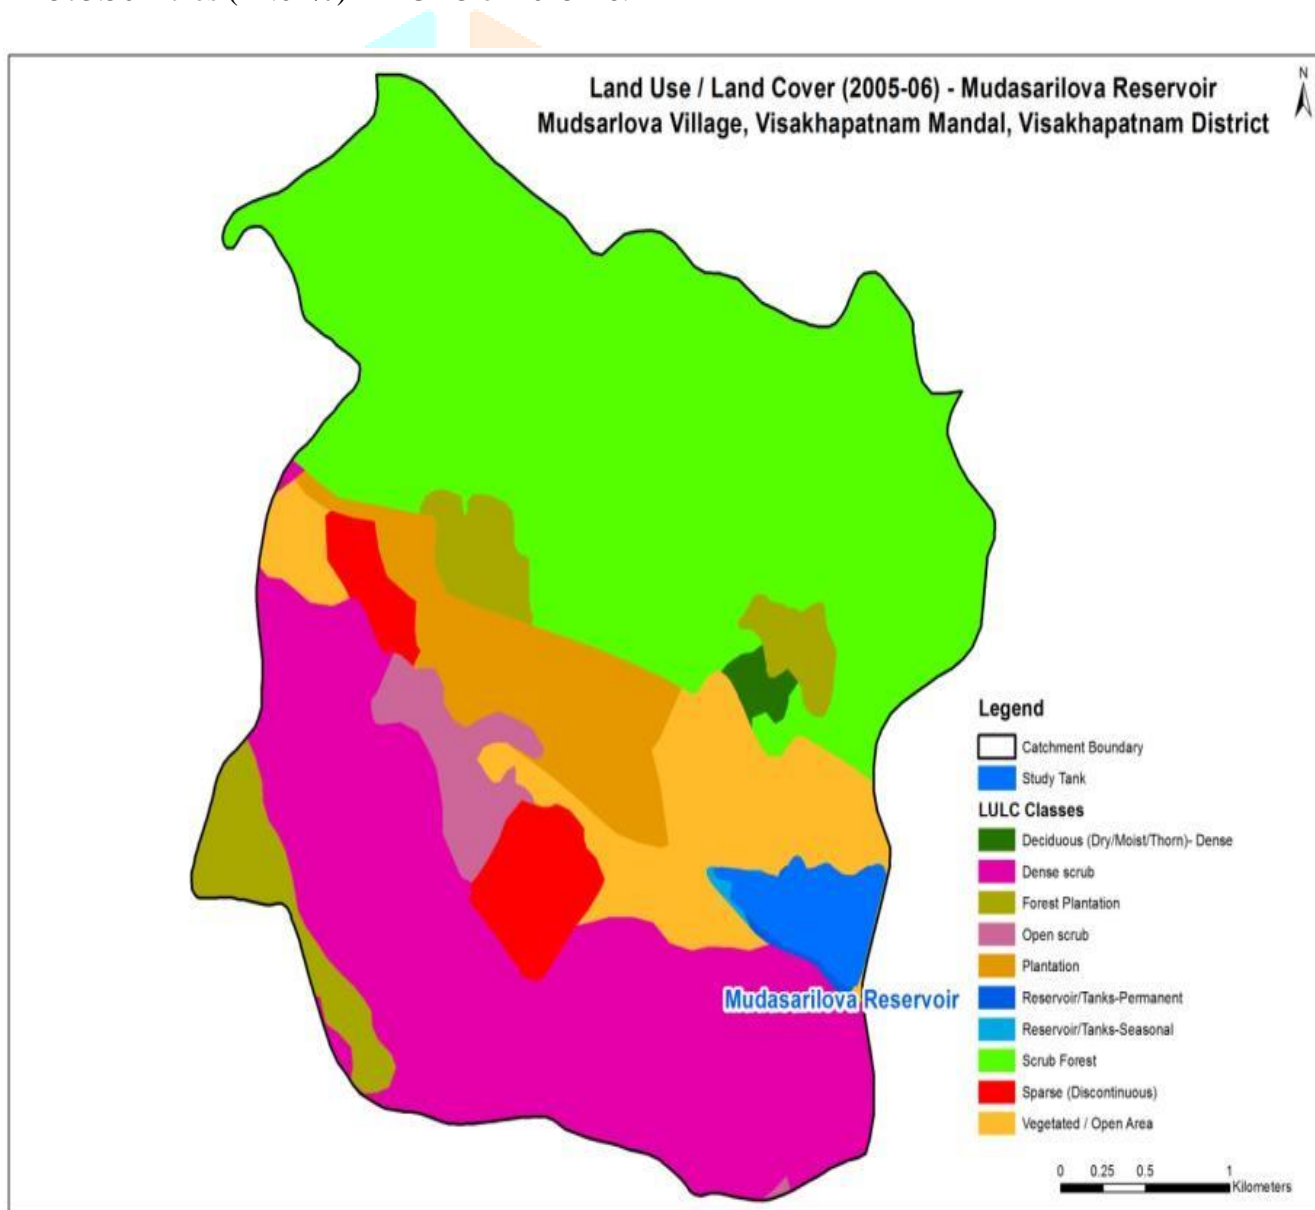 Land Use / Land Cover (2005-06) - Mudasarilova Reservoir
Mudsarlova Village, Visakhapatnam Mandal, Visakhapatnam District
N
Mudasarilova Reservoir
Legend
Catchment Boundary
Study Tank
LULC Classes
Deciduous (Dry/Moist/Thorn)- Dense
Dense scrub
Forest Plantation
Open scrub
Plantation
Reservoir/Tanks-Permanent
Reservoir/Tanks-Seasonal
Scrub Forest
Sparse (Discontinuous)
Vegetated / Open Area
0 0.25 0.5 1
Kilometers